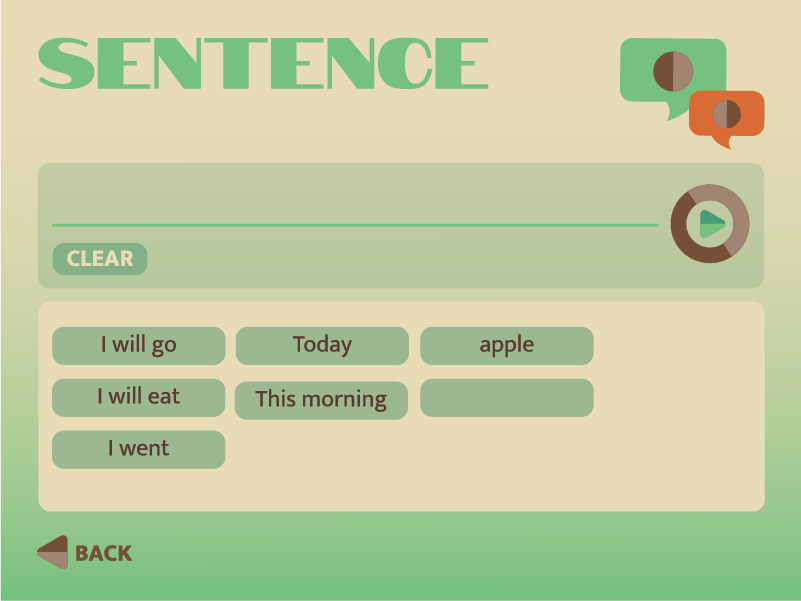 SENTENCE
CLEAR
I will go
Today
apple
I will eat
This morning
I went
BACK